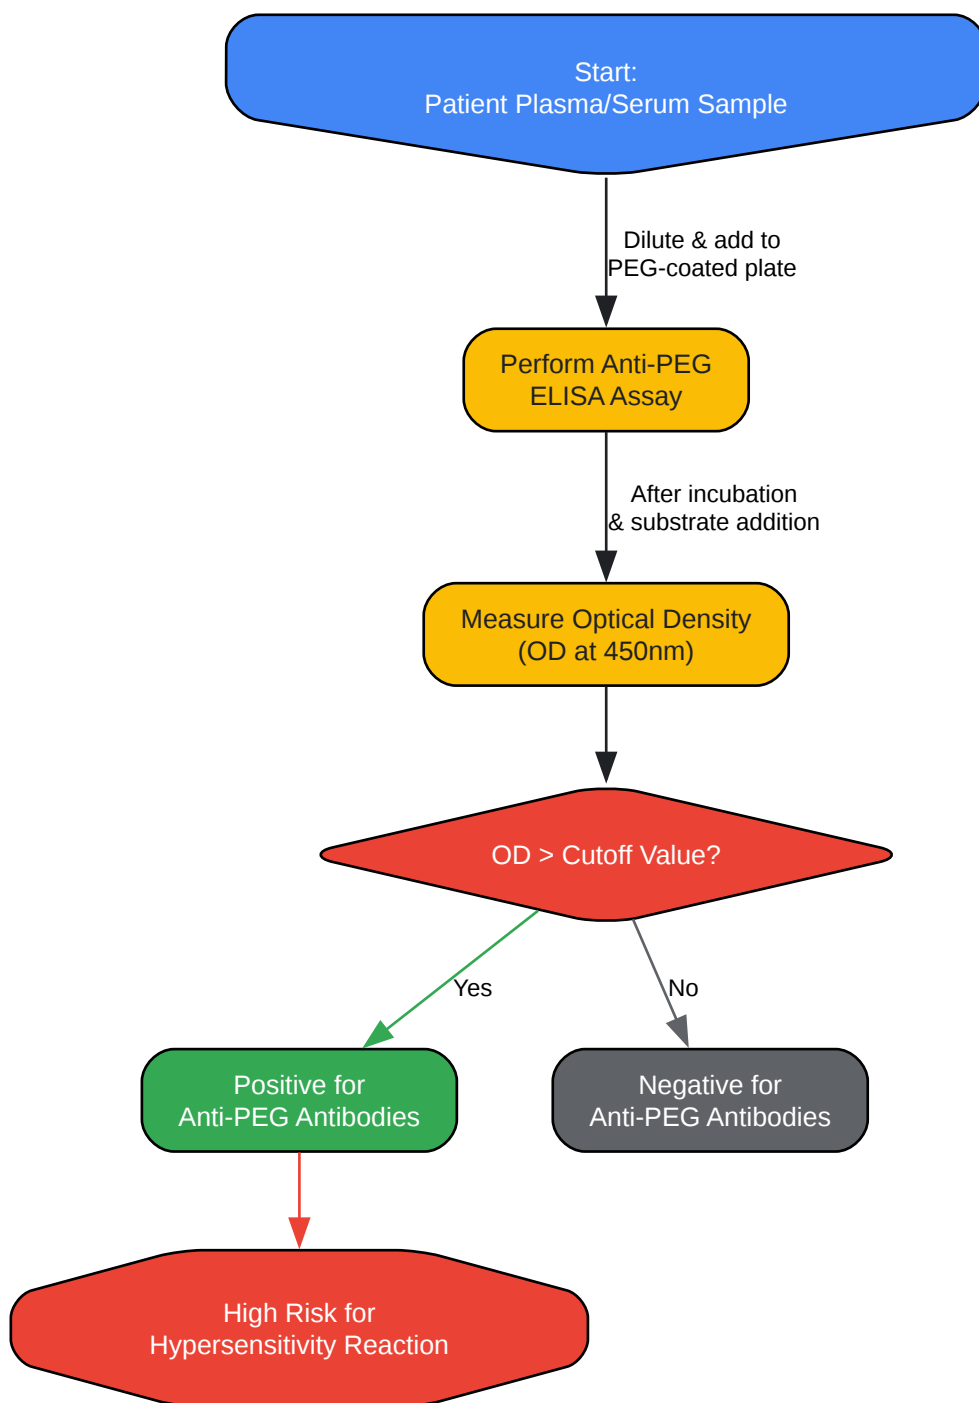 Start:
Patient Plasma/Serum Sample
Dilute & add to
PEG-coated plate
Perform Anti-PEG
ELISA Assay
After incubation
& substrate addition
Measure Optical Density
(OD at 450nm)
OD > Cutoff Value?
Yes
No
Positive for
Anti-PEG Antibodies
Negative for
Anti-PEG Antibodies
High Risk for
Hypersensitivity Reaction